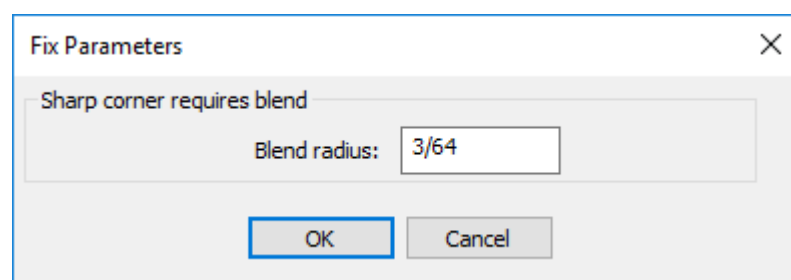 Fix Parameters
Sharp corner requires blend
Blend radius: 3/64
OK Cancel